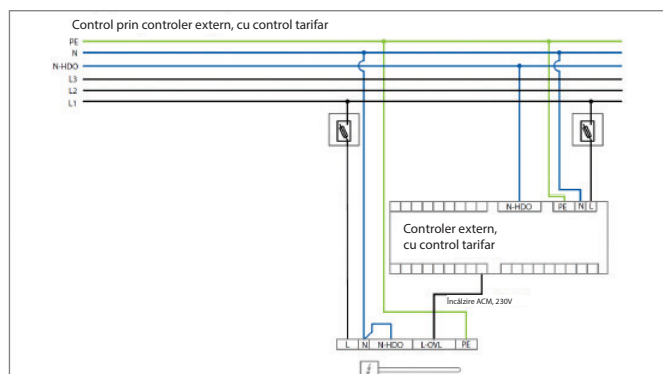 Control prin controler extern, cu control tarifar
PE
N
N-HDO
L3
L2
L1
N-HDO PE N L
Controler extern,
cu control tarifar
Încălzire ACM, 230V
L N N-HDO L-OVL PE